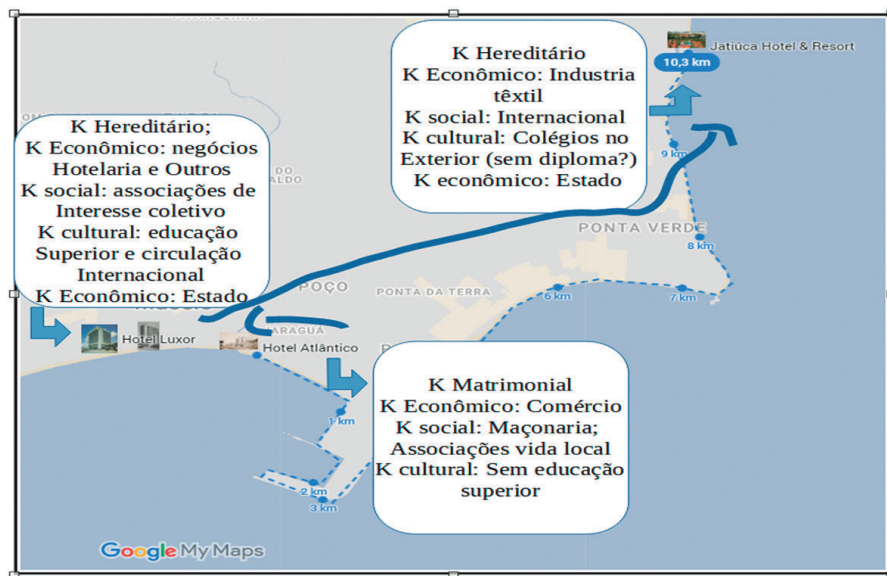 K Hereditário
K Econômico: Industria
têxtil
K social: Internacional
K cultural: Colégios no
Exterior (sem diploma?)
K econômico: Estado
Jatiúca Hotel & Resort
10,3 km
K Hereditário;
K Econômico: negócios
Hotelaria e Outros
K social: associações de
Interesse coletivo
K cultural: educação
Superior e circulação
Internacional
K Econômico: Estado
9 km
PONTA VERDE
8 km
POÇO
PONTA DA TERRA
6 km
7 km
Hotel Luxor
Hotel Atlântico
K Matrimonial
K Econômico: Comércio
K social: Maçonaria;
Associações vida local
K cultural: Sem educação
superior
1 km
2 km
3 km
Google My Maps